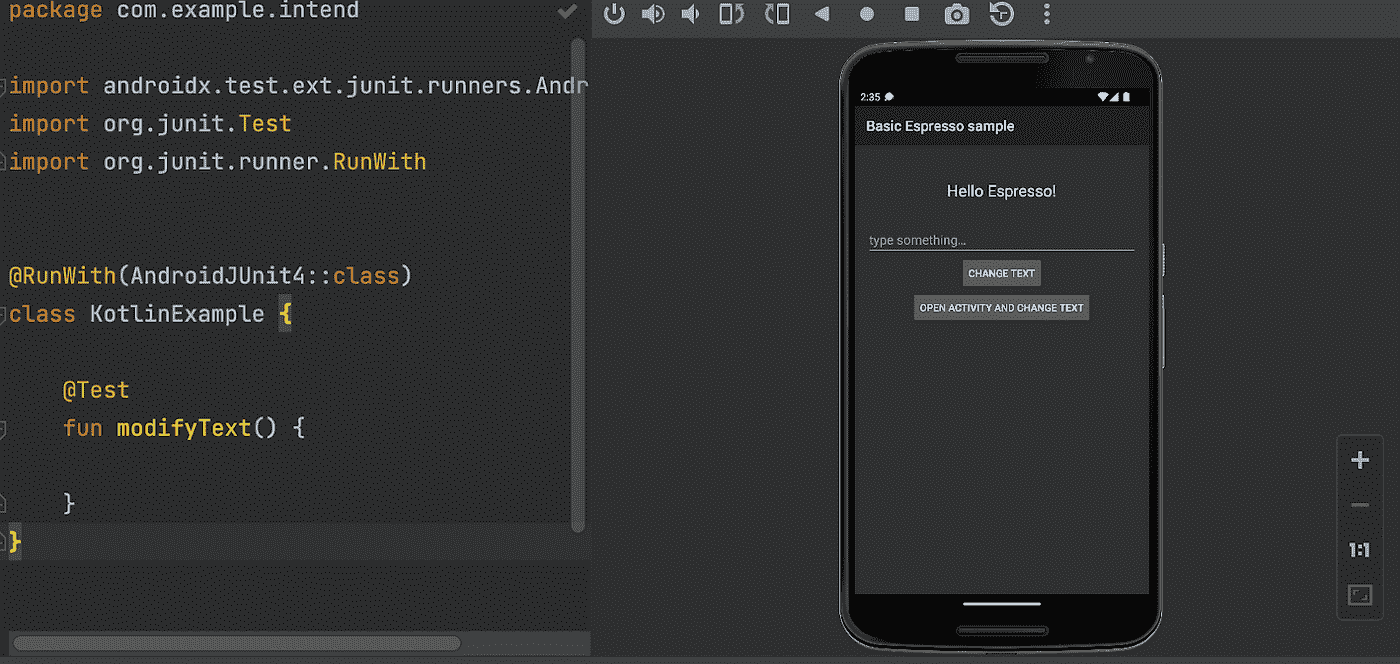 package com.example.intend
import androidx.test.ext.junit.runners.Andr
import org.junit.Test
import org.junit.runner.RunWith
@RunWith(AndroidJUnit4::class)
class KotlinExample {
@Test
fun modifyText() {
}
}
2:35
Basic Espresso sample
Hello Espresso!
type something...
CHANGE TEXT
OPEN ACTIVITY AND CHANGE TEXT
1:1